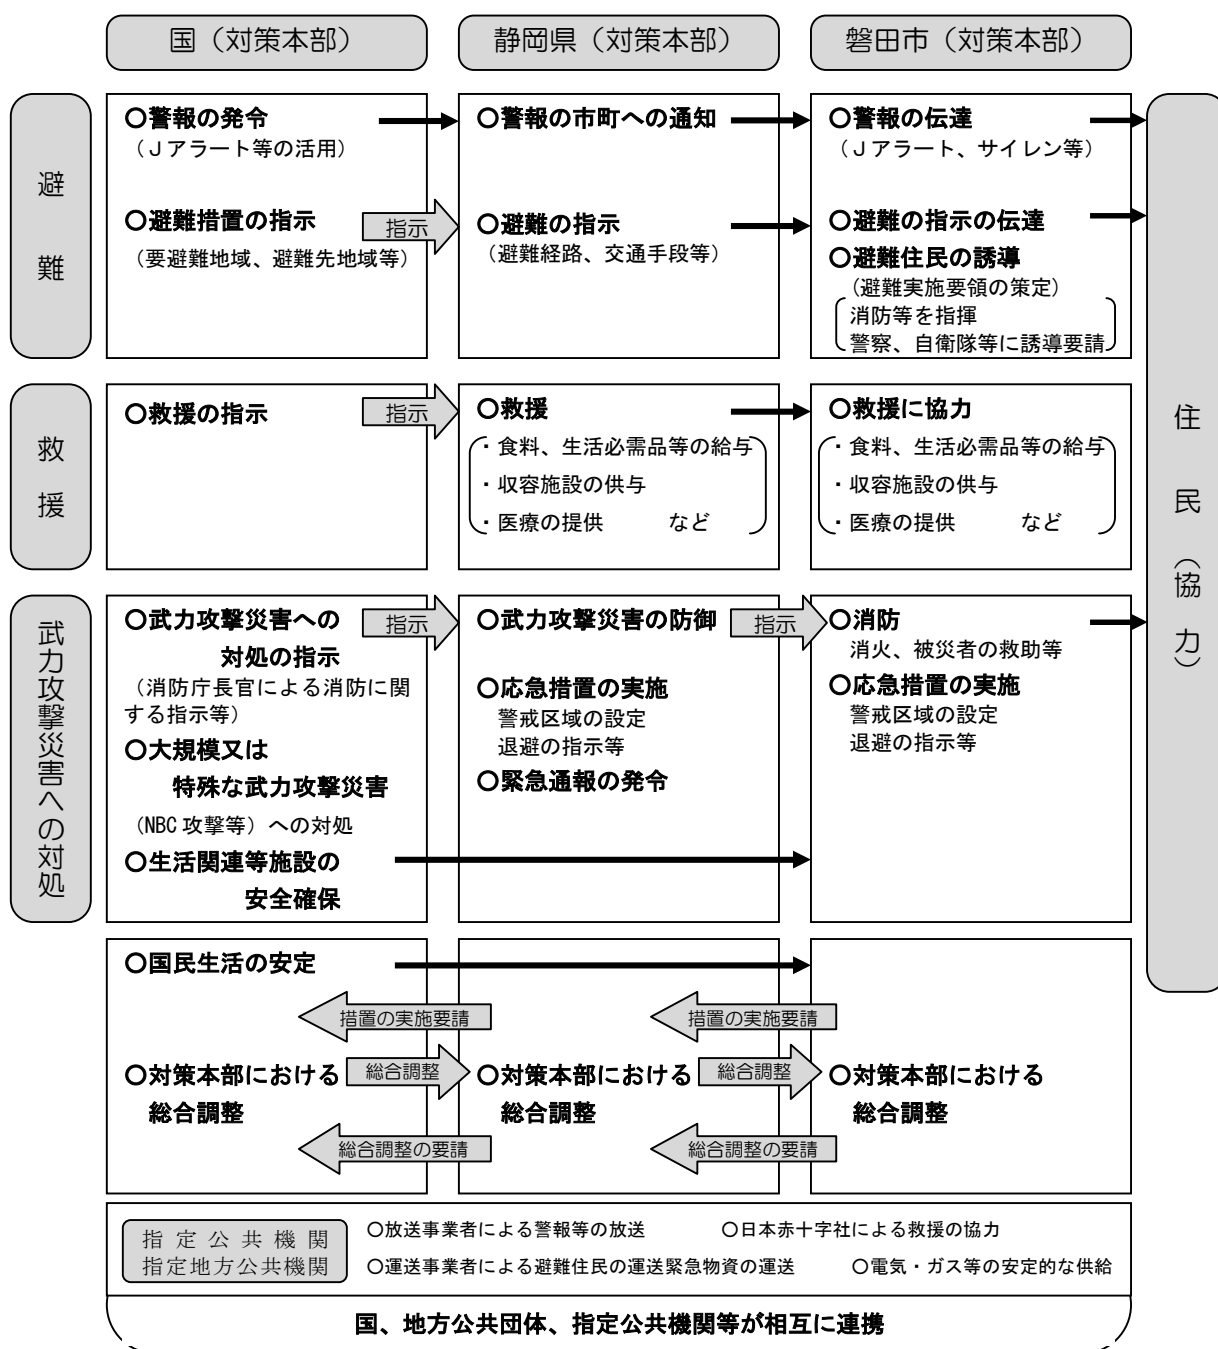 国（対策本部）
静岡県（対策本部）
磐田市（対策本部）
避難
○警報の発令
（Ｊアラート等の活用）
○避難措置の指示
（要避難地域、避難先地域等）
指示
○警報の市町への通知
○避難の指示
（避難経路、交通手段等）
○警報の伝達
（Ｊアラート、サイレン等）
○避難の指示の伝達
○避難住民の誘導
（避難実施要領の策定）
消防等を指揮
警察、自衛隊等に誘導要請
救援
○救援の指示
指示
○救援
・食料、生活必需品等の給与
・収容施設の供与
・医療の提供　　　など
○救援に協力
・食料、生活必需品等の給与
・収容施設の供与
・医療の提供　　　など
武力攻撃災害への対処
○武力攻撃災害への
対処の指示
（消防庁長官による消防に関
する指示等）
○大規模又は
特殊な武力攻撃災害
（NBC 攻撃等）への対処
○生活関連等施設の
安全確保
指示
○武力攻撃災害の防御
○応急措置の実施
警戒区域の設定
退避の指示等
○緊急通報の発令
指示
○消防
消火、被災者の救助等
○応急措置の実施
警戒区域の設定
退避の指示等
住民（協力）
○国民生活の安定
措置の実施要請
措置の実施要請
○対策本部における
総合調整
総合調整
○対策本部における
総合調整
総合調整
○対策本部における
総合調整
総合調整の要請
総合調整の要請
指定公共機関
指定地方公共機関
○放送事業者による警報等の放送
○日本赤十字社による救援の協力
○運送事業者による避難住民の運送緊急物資の運送
○電気・ガス等の安定的な供給
国、地方公共団体、指定公共機関等が相互に連携